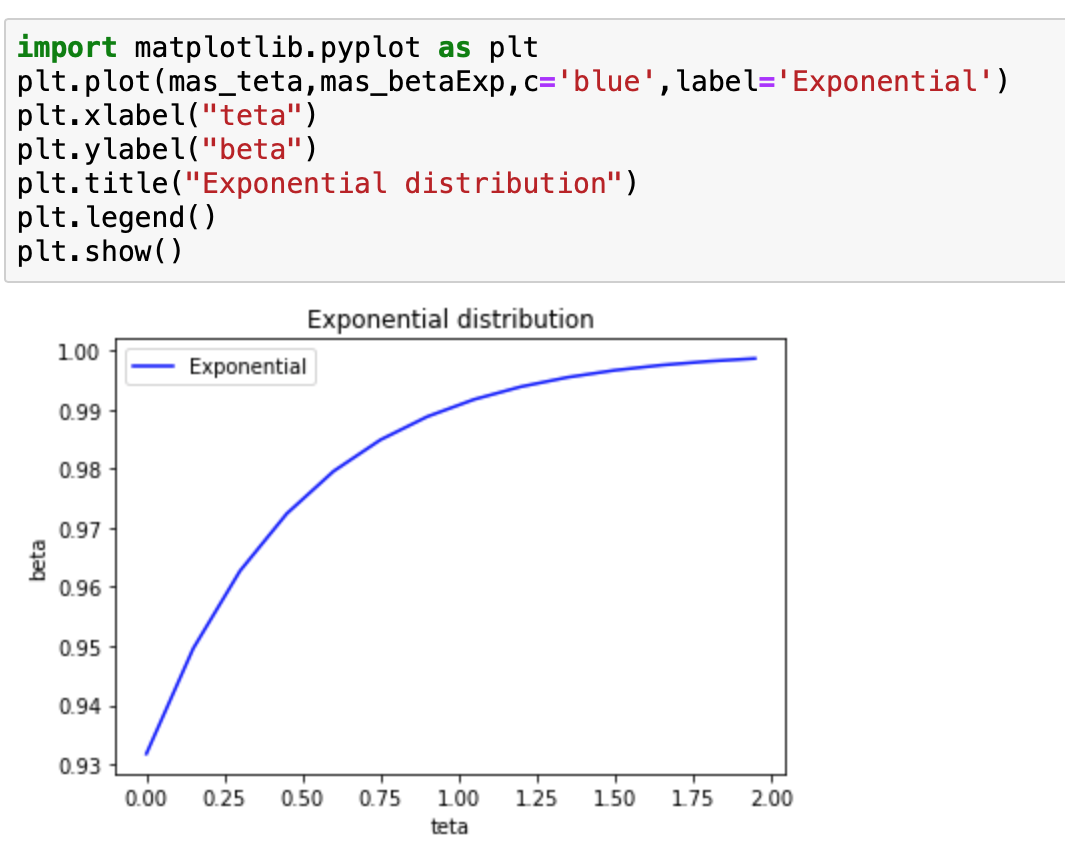 import matplotlib.pyplot as plt
plt.plot(mas_teta,mas_betaExp,c='blue',label='Exponential')
plt.xlabel("teta")
plt.ylabel("beta")
plt.title("Exponential distribution")
plt.legend()
plt.show()
Exponential distribution
Exponential
1.00
0.99
0.98
0.97
0.96
0.95
0.94
0.93
beta
0.00 0.25 0.50 0.75 1.00 1.25 1.50 1.75 2.00
teta